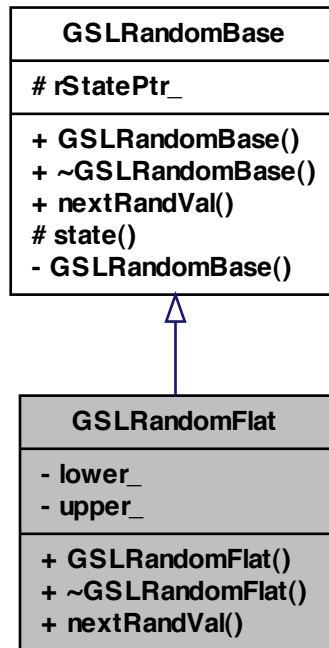 GSLRandomBase
# rStatePtr_
+ GSLRandomBase()
+ ~GSLRandomBase()
+ nextRandVal()
# state()
- GSLRandomBase()
GSLRandomFlat
- lower_
- upper_
+ GSLRandomFlat()
+ ~GSLRandomFlat()
+ nextRandVal()